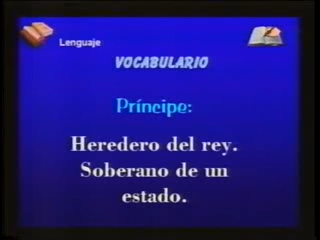 Lenguaje
VOCABULARIO
Príncipe:
Heredero del rey.
Soberano de un
estado.